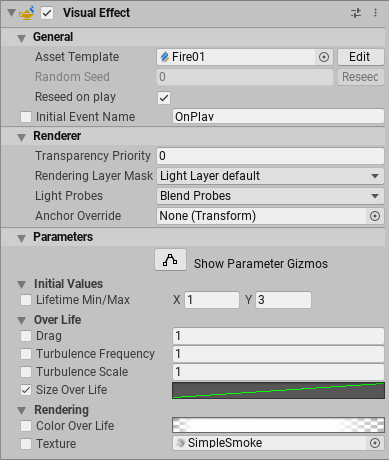 Visual Effect
General
Asset Template Fire01 Edit
Random Seed 0 Reseed
Reseed on play
Initial Event Name OnPlay
Renderer
Transparency Priority 0
Rendering Layer Mask Light Layer default
Light Probes Blend Probes
Anchor Override None (Transform)
Parameters
Show Parameter Gizmos
Initial Values
Lifetime Min/Max X 1 Y 3
Over Life
Drag 1
Turbulence Frequency 1
Turbulence Scale 1
Size Over Life
Rendering
Color Over Life
Texture SimpleSmoke